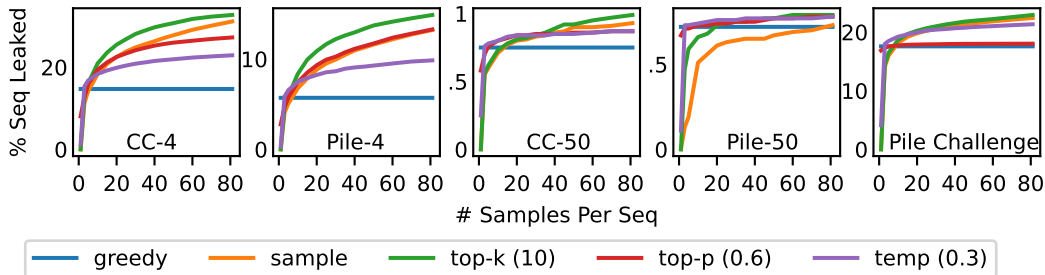 % Seq Leaked
20
0
CC-4
10
0
Pile-4
1
.5
0
CC-50
.5
0
Pile-50
20
10
0
Pile Challenge
0 20 40 60 80
0 20 40 60 80
0 20 40 60 80
0 20 40 60 80
0 20 40 60 80
# Samples Per Seq
greedy sample top-k (10) top-p (0.6) temp (0.3)